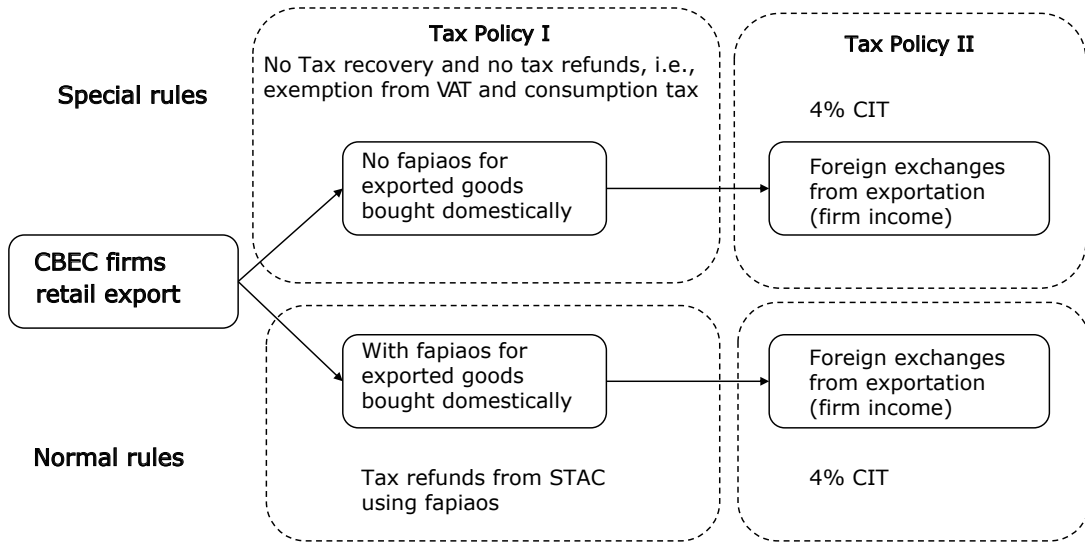 Tax Policy I
Tax Policy II
No Tax recovery and no tax refunds, i.e.,
exemption from VAT and consumption tax
Special rules
4% CIT
No fapiaos for
exported goods
bought domestically
Foreign exchanges
from exportation
(firm income)
CBEC firms
retail export
With fapiaos for
exported goods
bought domestically
Foreign exchanges
from exportation
(firm income)
Normal rules
Tax refunds from STAC
using fapiaos
4% CIT